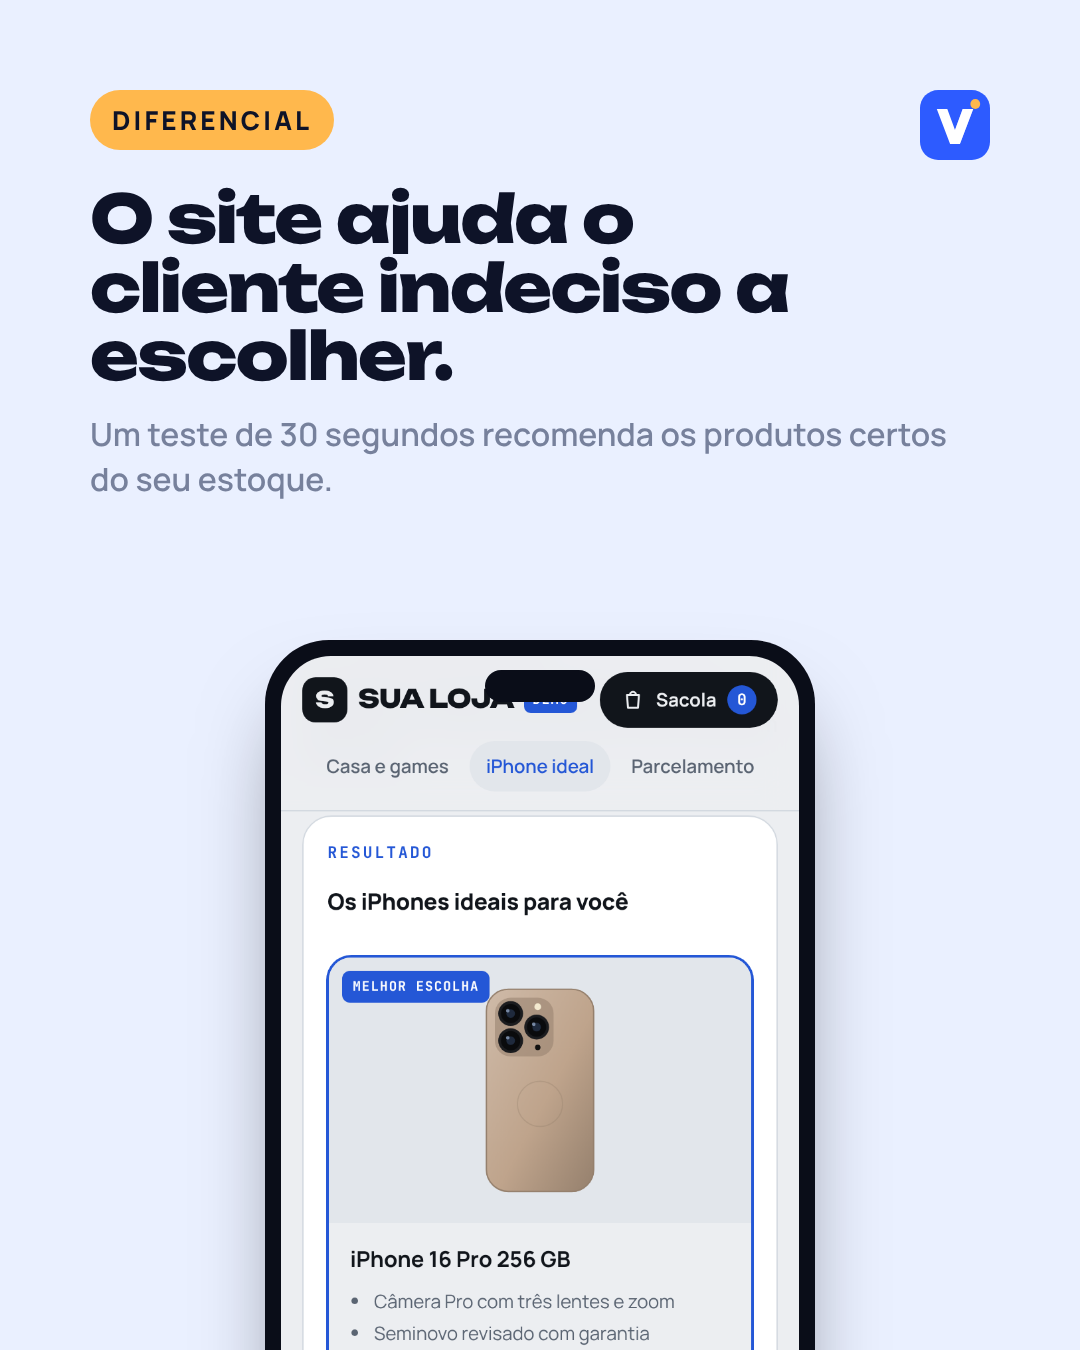 DIFERENCIAL
V
O site ajuda o
cliente indeciso a
escolher.
Um teste de 30 segundos recomenda os produtos certos
do seu estoque.
S SUA LOJA Sacola 0
Casa e games iPhone ideal Parcelamento
RESULTADO
Os iPhones ideais para você
MELHOR ESCOLHA
iPhone 16 Pro 256 GB
• Câmera Pro com três lentes e zoom
• Seminovo revisado com garantia